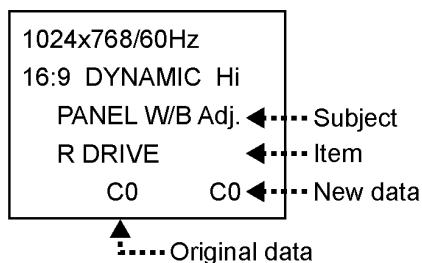 1024x768/60Hz
16:9 DYNAMIC Hi
PANEL W/B Adj. Subject
R DRIVE Item
C0 C0 New data
Original data